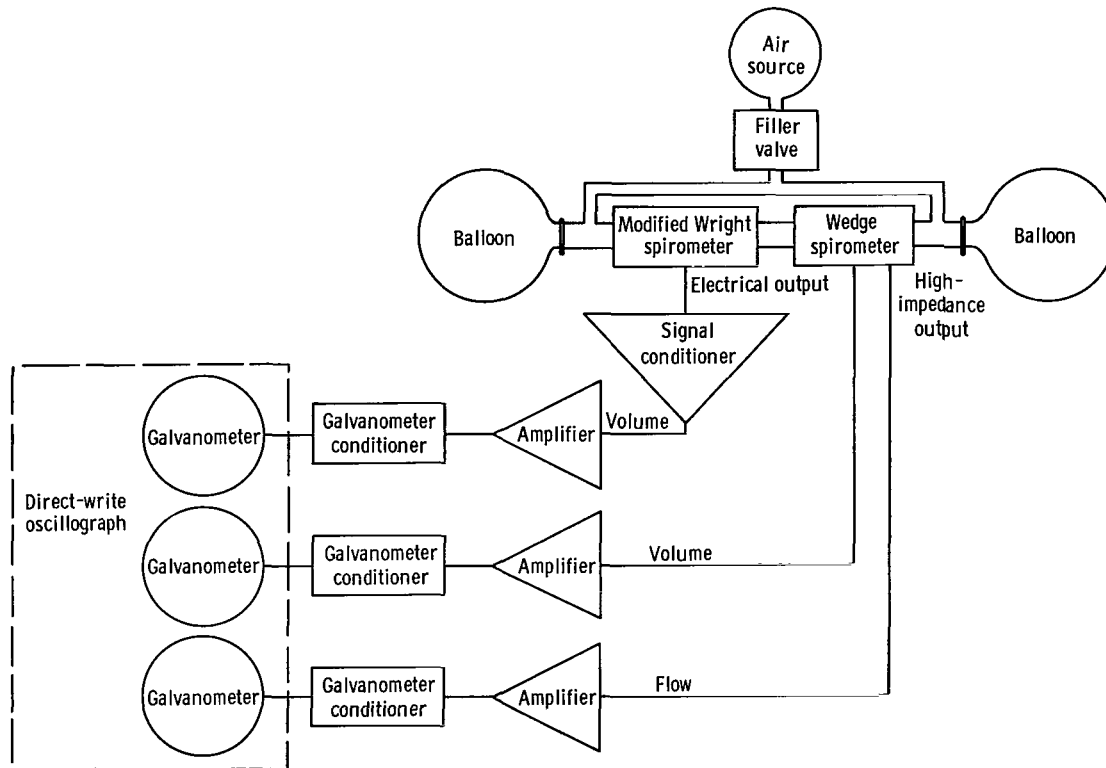 Air
source
Filler
valve
Balloon
Modified Wright
spirometer
Wedge
spirometer
Balloon
Electrical output
High-
impedance
output
Signal
conditioner
Direct-write
oscillograph
Galvanometer
Galvanometer
conditioner
Amplifier
Volume
Galvanometer
Galvanometer
conditioner
Amplifier
Volume
Galvanometer
Galvanometer
conditioner
Amplifier
Flow